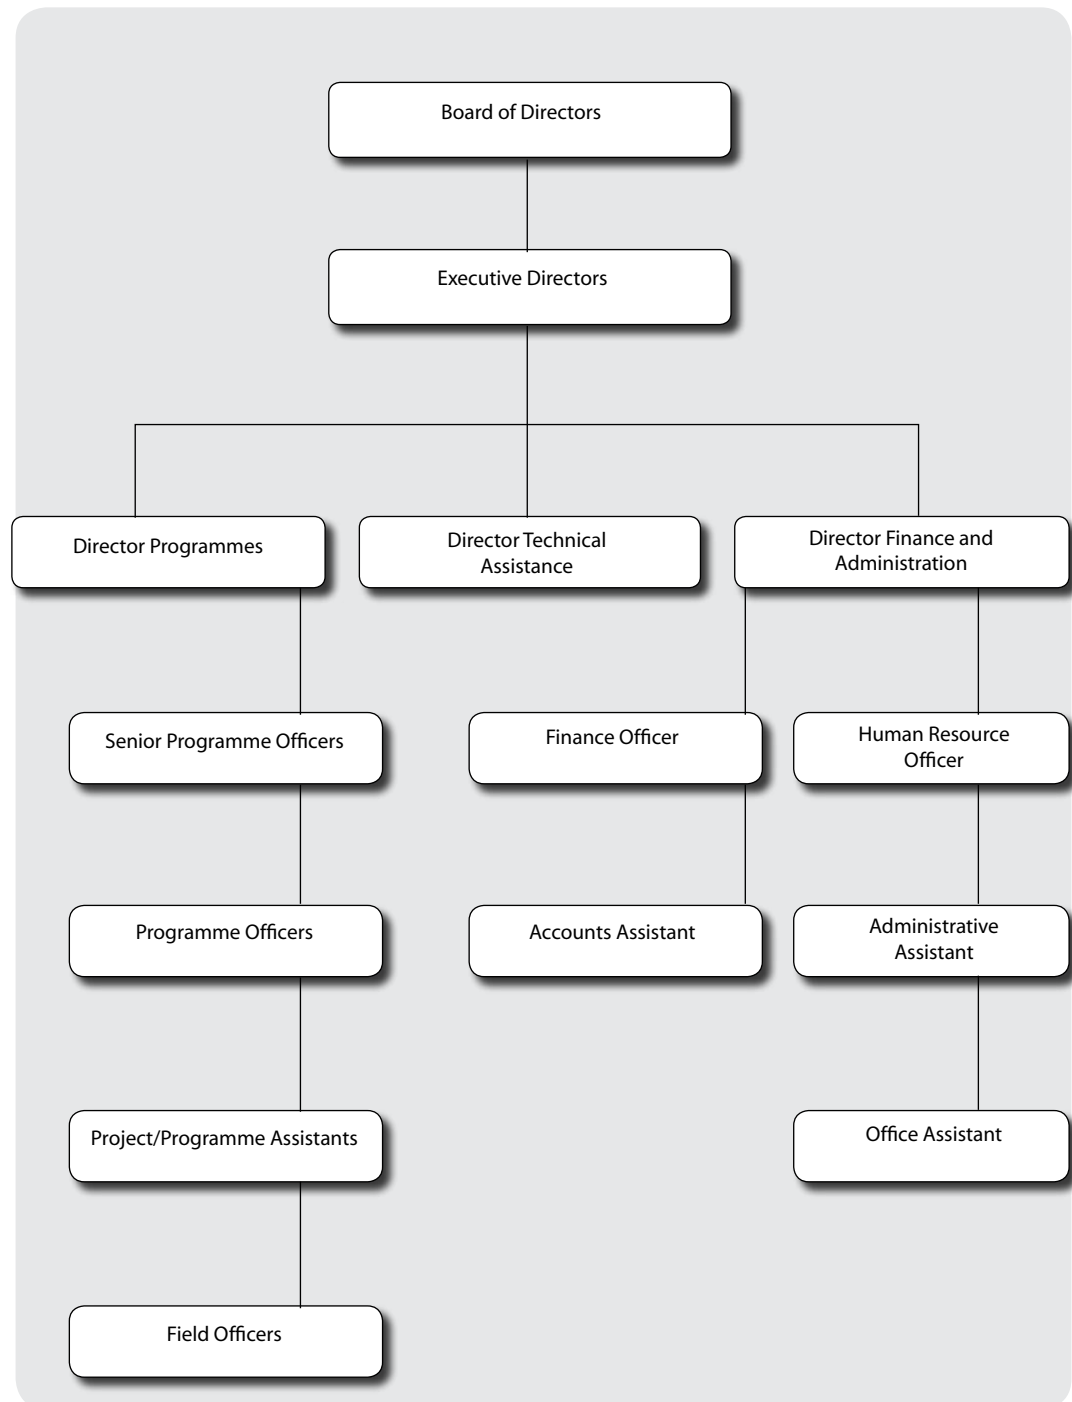 Board of Directors
Executive Directors
Director Programmes
Director Technical
Assistance
Director Finance and
Administration
Senior Programme Officers
Finance Officer
Human Resource
Officer
Programme Officers
Accounts Assistant
Administrative
Assistant
Project/Programme Assistants
Office Assistant
Field Officers